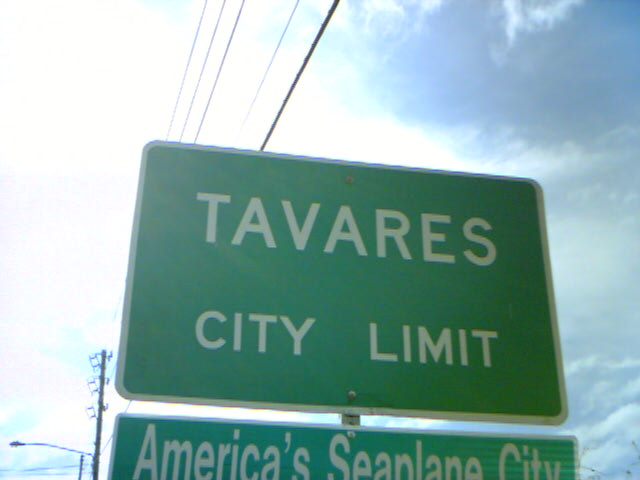 TAVARES
CITY LIMIT
America's Seaplane City